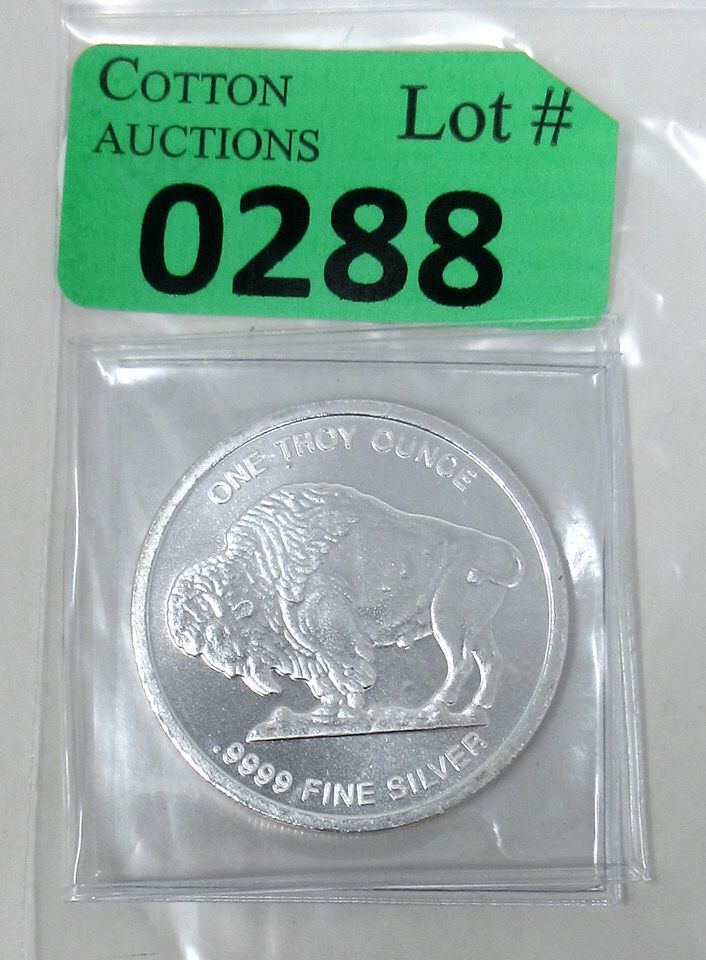 COTTON
AUCTIONS
Lot #
0288
ONE TROY OUNCE
.9999 FINE SILVER